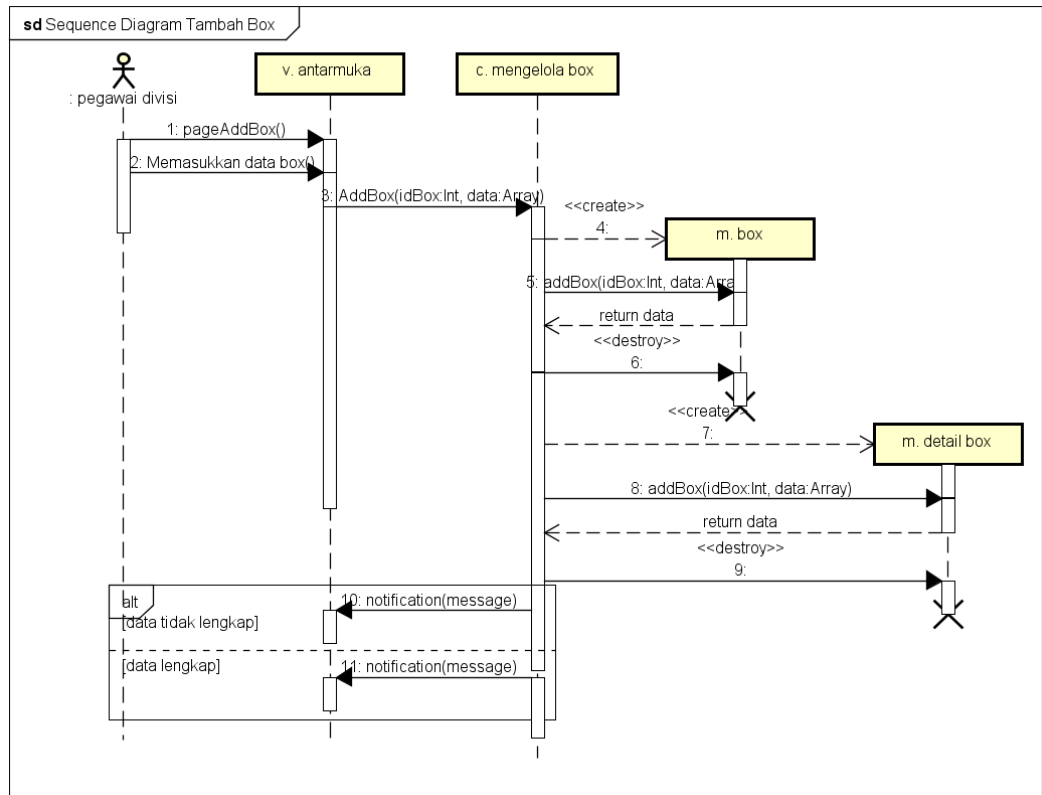 sd Sequence Diagram Tambah Box
: pegawai divisi
v. antarmuka
c. mengelola box
1: pageAddBox()
2: Memasukkan data box()
3: AddBox(idBox:Int, data:Array)
<<create>>
4:
m. box
5: addBox(idBox:Int, data:Arra
return data
<<destroy>>
6:
<<create>>
7:
m. detail box
8: addBox(idBox:Int, data:Array)
return data
<<destroy>>
9:
alt
10: notification(message)
[data tidak lengkap]
11: notification(message)
[data lengkap]